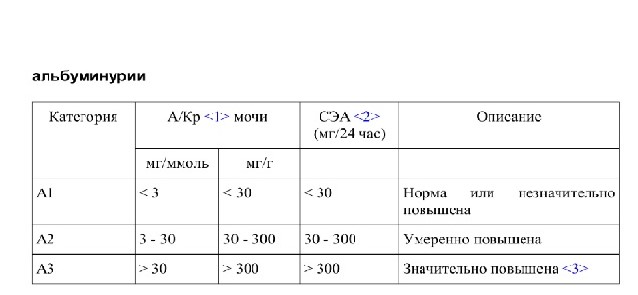 альбуминурии
Категория А/Кр <1> мочи СЭА <2> Описание
(мг/24 час)
мг/ммоль мг/г
А1 < 3 < 30 < 30 Норма или незначительно
повышена
А2 3 - 30 30 - 300 30 - 300 Умеренно повышена
А3 > 30 > 300 > 300 Значительно повышена <3>